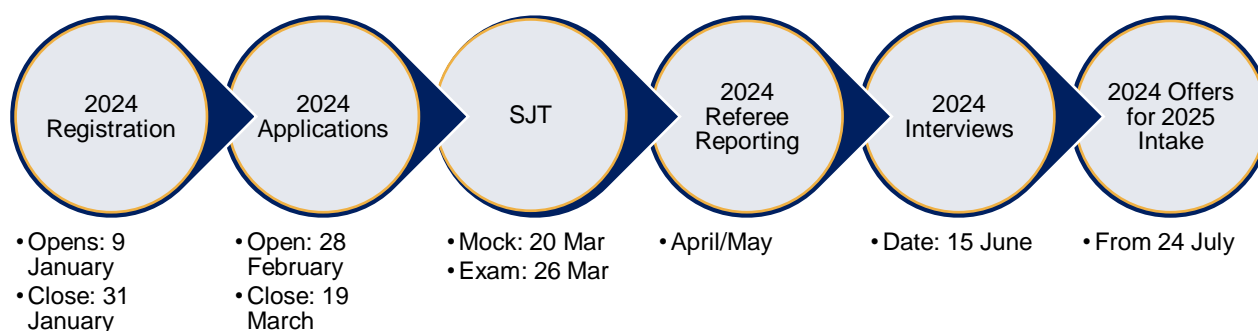 2024
Registration
2024
Applications
SJT
2024
Referee
Reporting
2024
Interviews
2024 Offers
for 2025
Intake
• Opens: 9
January
• Close: 31
January
• Open: 28
February
• Close: 19
March
• Mock: 20 Mar
• Exam: 26 Mar
• April/May
• Date: 15 June
• From 24 July